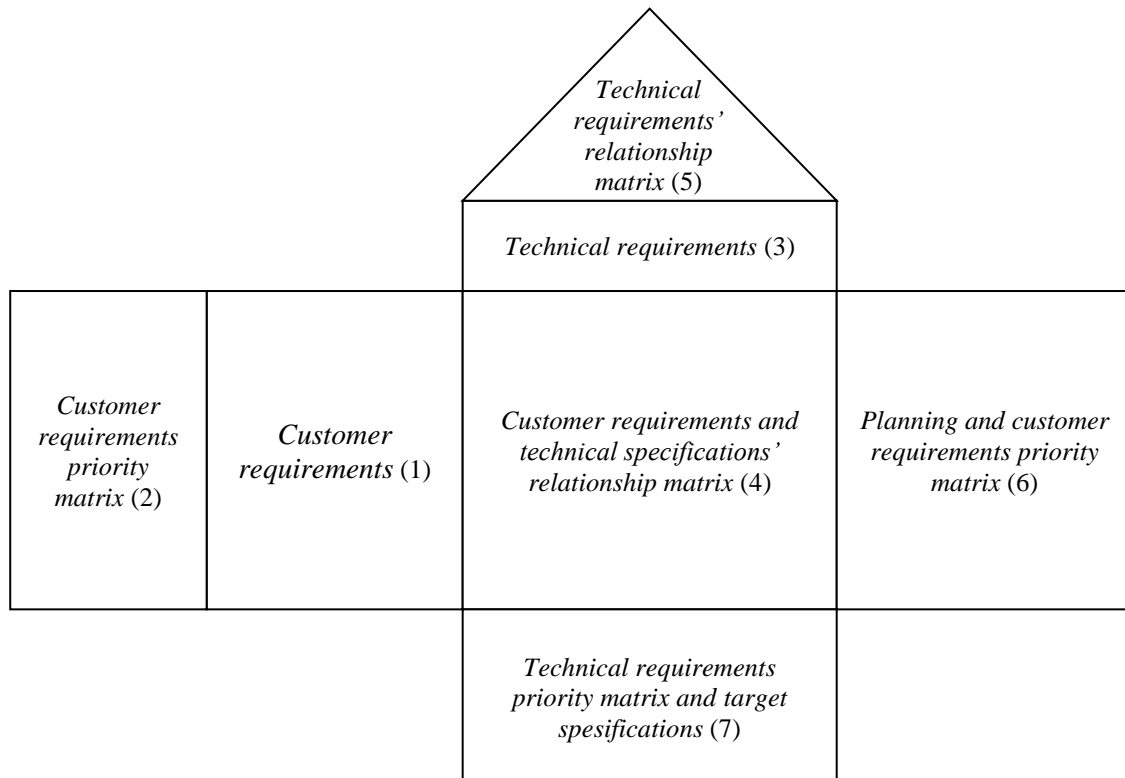 Technical
requirements’
relationship
matrix (5)
Technical requirements (3)
Customer
requirements
priority
matrix (2)
Customer
requirements (1)
Customer requirements and
technical specifications’
relationship matrix (4)
Planning and customer
requirements priority
matrix (6)
Technical requirements
priority matrix and target
spesifications (7)